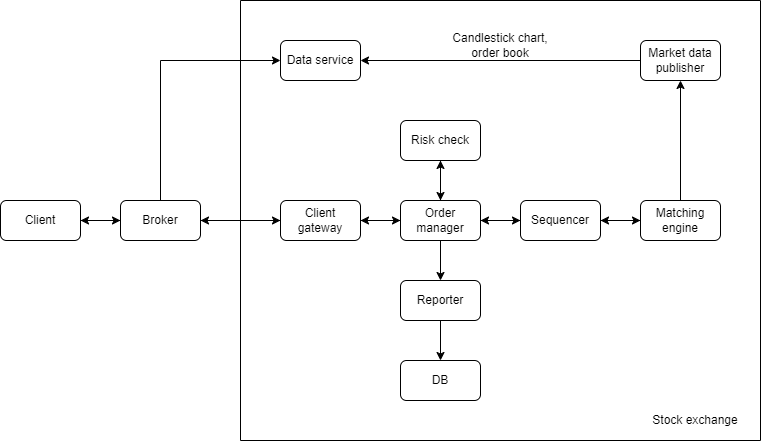 Candlestick chart,
order book
Data service
Market data
publisher
Risk check
Client
Broker
Client
gateway
Order
manager
Sequencer
Matching
engine
Reporter
DB
Stock exchange